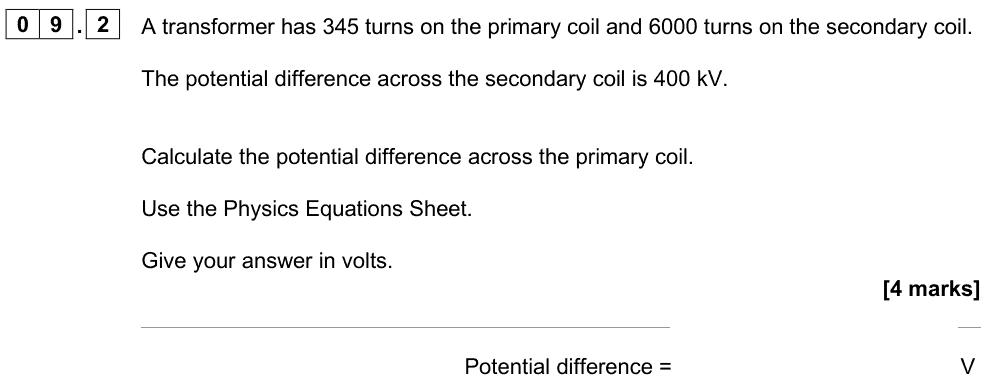 09.2 A transformer has 345 turns on the primary coil and 6000 turns on the secondary coil.
The potential difference across the secondary coil is 400 kV.
Calculate the potential difference across the primary coil.
Use the Physics Equations Sheet.
Give your answer in volts.
[4 marks]
Potential difference = V